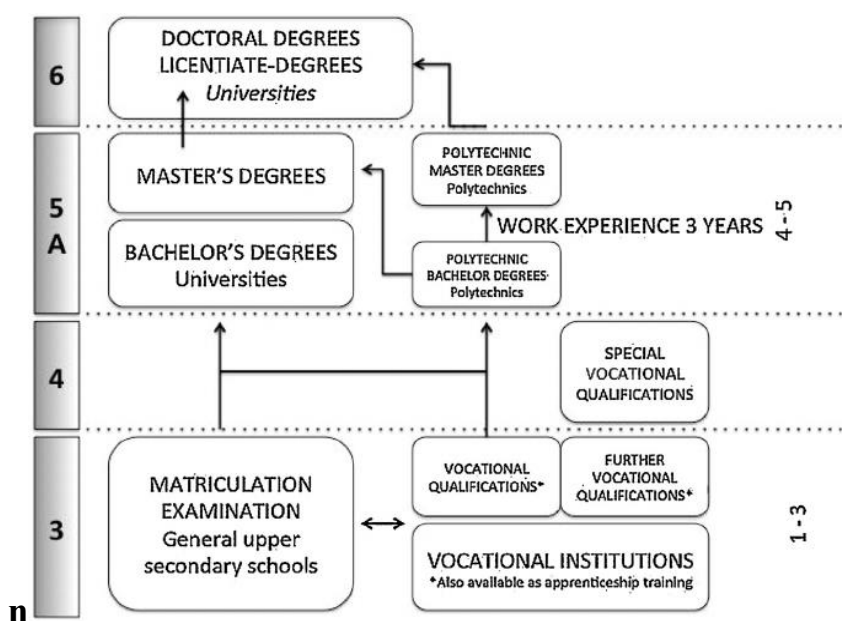 6
DOCTORAL DEGREES
LICENTIATE-DEGREES
Universities
5
A
MASTER'S DEGREES
BACHELOR'S DEGREES
Universities
POLYTECHNIC
MASTER DEGREES
Polytechnics
WORK EXPERIENCE 3 YEARS
POLYTECHNIC
BACHELOR DEGREES
Polytechnics
4 - 5
4
SPECIAL
VOCATIONAL
QUALIFICATIONS
3
MATRICULATION
EXAMINATION
General upper
secondary schools
VOCATIONAL
QUALIFICATIONS*
FURTHER
VOCATIONAL
QUALIFICATIONS*
VOCATIONAL INSTITUTIONS
*Also available as apprenticeship training
1 - 3
n